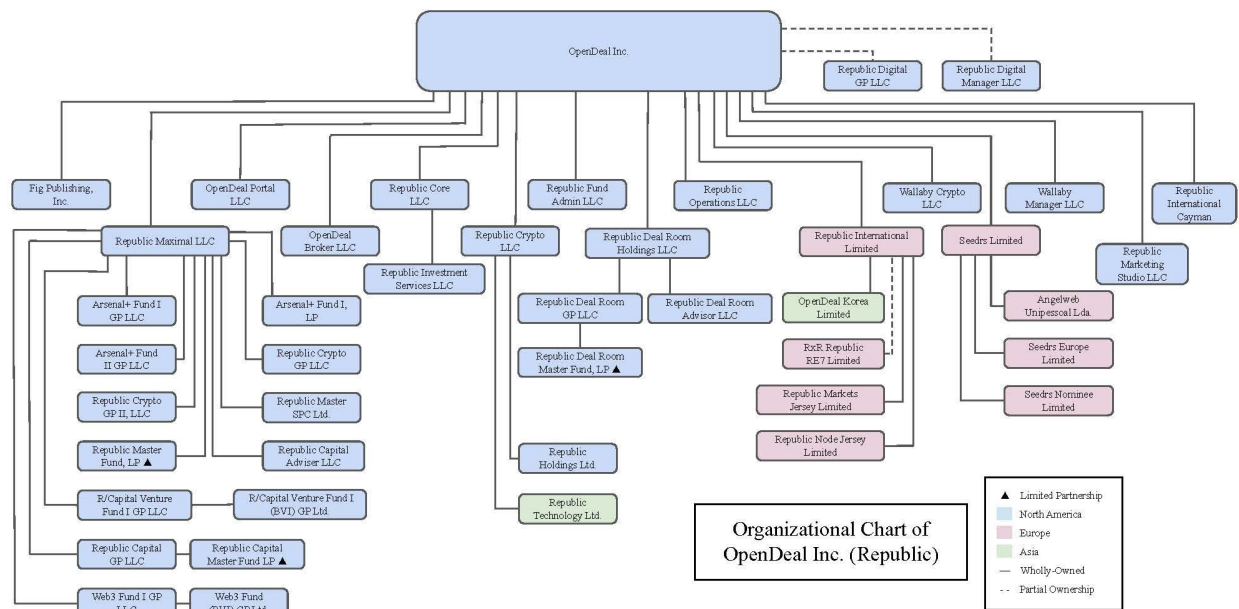 OpenDeal Inc.
Republic Digital
GP LLC
Republic Digital
Manager LLC
Fig Publishing,
Inc.
OpenDeal Portal
LLC
Republic Core
LLC
Republic Fund
Admin LLC
Republic
Operations LLC
Wallaby Crypto
LLC
Wallaby
Manager LLC
Republic
International
Cayman
Republic Maximal LLC
OpenDeal
Broker LLC
Republic Crypto
LLC
Republic Deal Room
Holdings LLC
Republic International
Limited
Seedrs Limited
Republic
Marketing
Studio LLC
Republic Investment
Services LLC
Arsenal+ Fund I
GP LLC
Arsenal+ Fund I,
LP
Republic Deal Room
GP LLC
Republic Deal Room
Advisor LLC
OpenDeal Korea
Limited
Angelweb
Unipessoal Lda.
Arsenal+ Fund
II GP LLC
Republic Crypto
GP LLC
Republic Deal Room
Master Fund, LP ▲
RxR Republic
RE7 Limited
Seedrs Europe
Limited
Republic Crypto
GP II, LLC
Republic Master
SPC Ltd.
Republic Markets
Jersey Limited
Seedrs Nominee
Limited
Republic Master
Fund, LP ▲
Republic Capital
Adviser LLC
Republic
Holdings Ltd.
Republic Node Jersey
Limited
R/Capital Venture
Fund I GP LLC
R/Capital Venture Fund I
(BVI) GP Ltd.
Republic
Technology Ltd.
Republic Capital
GP LLC
Republic Capital
Master Fund LP ▲
Web3 Fund I GP
LLC
Web3 Fund
(BVI) GP Ltd.
Organizational Chart of
OpenDeal Inc. (Republic)
▲ Limited Partnership
North America
Europe
Asia
Wholly-Owned
Partial Ownership